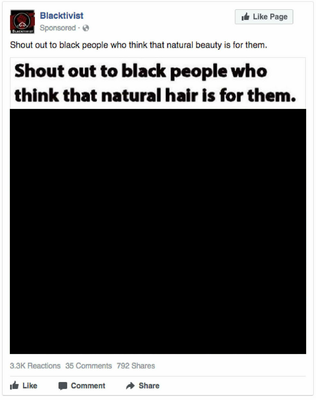 Blacktivist
Like Page
Sponsored ·
Shout out to black people who think that natural beauty is for them.
Shout out to black people who
think that natural hair is for them.
3.3K Reactions 35 Comments 792 Shares
Like Comment Share